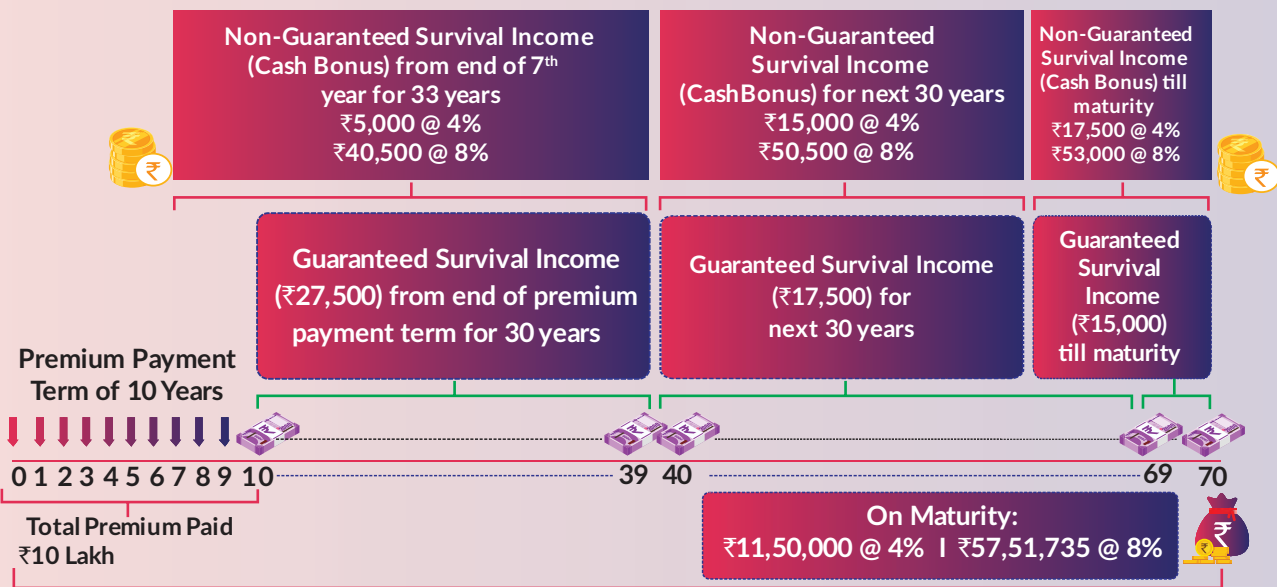 Non-Guaranteed Survival Income
(Cash Bonus) from end of 7th
year for 33 years
₹5,000 @ 4%
₹40,500 @ 8%
Non-Guaranteed
Survival Income
(CashBonus) for next 30 years
₹15,000 @ 4%
₹50,500 @ 8%
Non-Guaranteed
Survival Income
(Cash Bonus) till
maturity
₹17,500 @ 4%
₹53,000 @ 8%
Guaranteed Survival Income
(₹27,500) from end of premium
payment term for 30 years
Guaranteed Survival Income
(₹17,500) for
next 30 years
Guaranteed
Survival
Income
(₹15,000)
till maturity
Premium Payment
Term of 10 Years
0 1 2 3 4 5 6 7 8 9 10 39 40 69 70
Total Premium Paid
₹10 Lakh
On Maturity:
₹11,50,000 @ 4% I ₹57,51,735 @ 8%